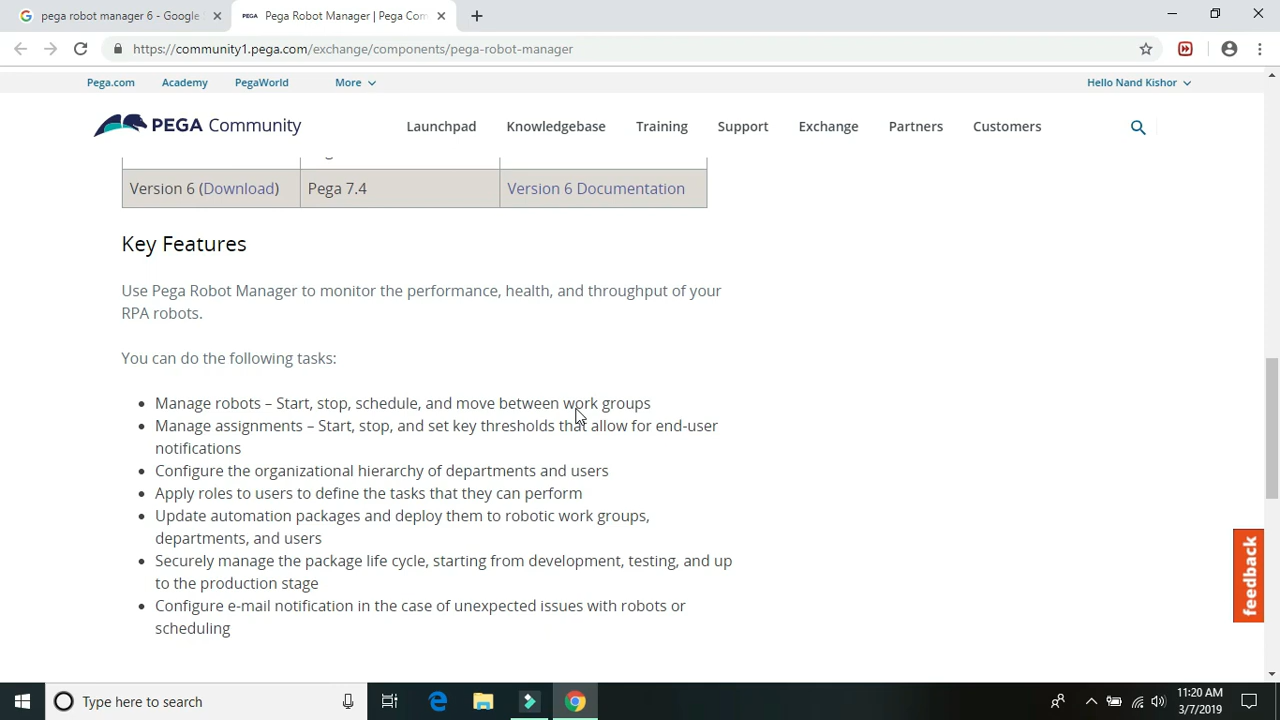 pega robot manager 6 - Google
Pega Robot Manager | Pega Com
https://community1.pega.com/exchange/components/pega-robot-manager
Pega.com Academy PegaWorld More Hello Nand Kishor
PEGA Community Launchpad Knowledgebase Training Support Exchange Partners Customers
Version 6 (Download) Pega 7.4 Version 6 Documentation
Key Features
Use Pega Robot Manager to monitor the performance, health, and throughput of your
RPA robots.
You can do the following tasks:
• Manage robots – Start, stop, schedule, and move between work groups
• Manage assignments – Start, stop, and set key thresholds that allow for end-user
notifications
• Configure the organizational hierarchy of departments and users
• Apply roles to users to define the tasks that they can perform
• Update automation packages and deploy them to robotic work groups,
departments, and users
• Securely manage the package life cycle, starting from development, testing, and up
to the production stage
• Configure e-mail notification in the case of unexpected issues with robots or
scheduling
feedback
Type here to search
11:20 AM
3/7/2019